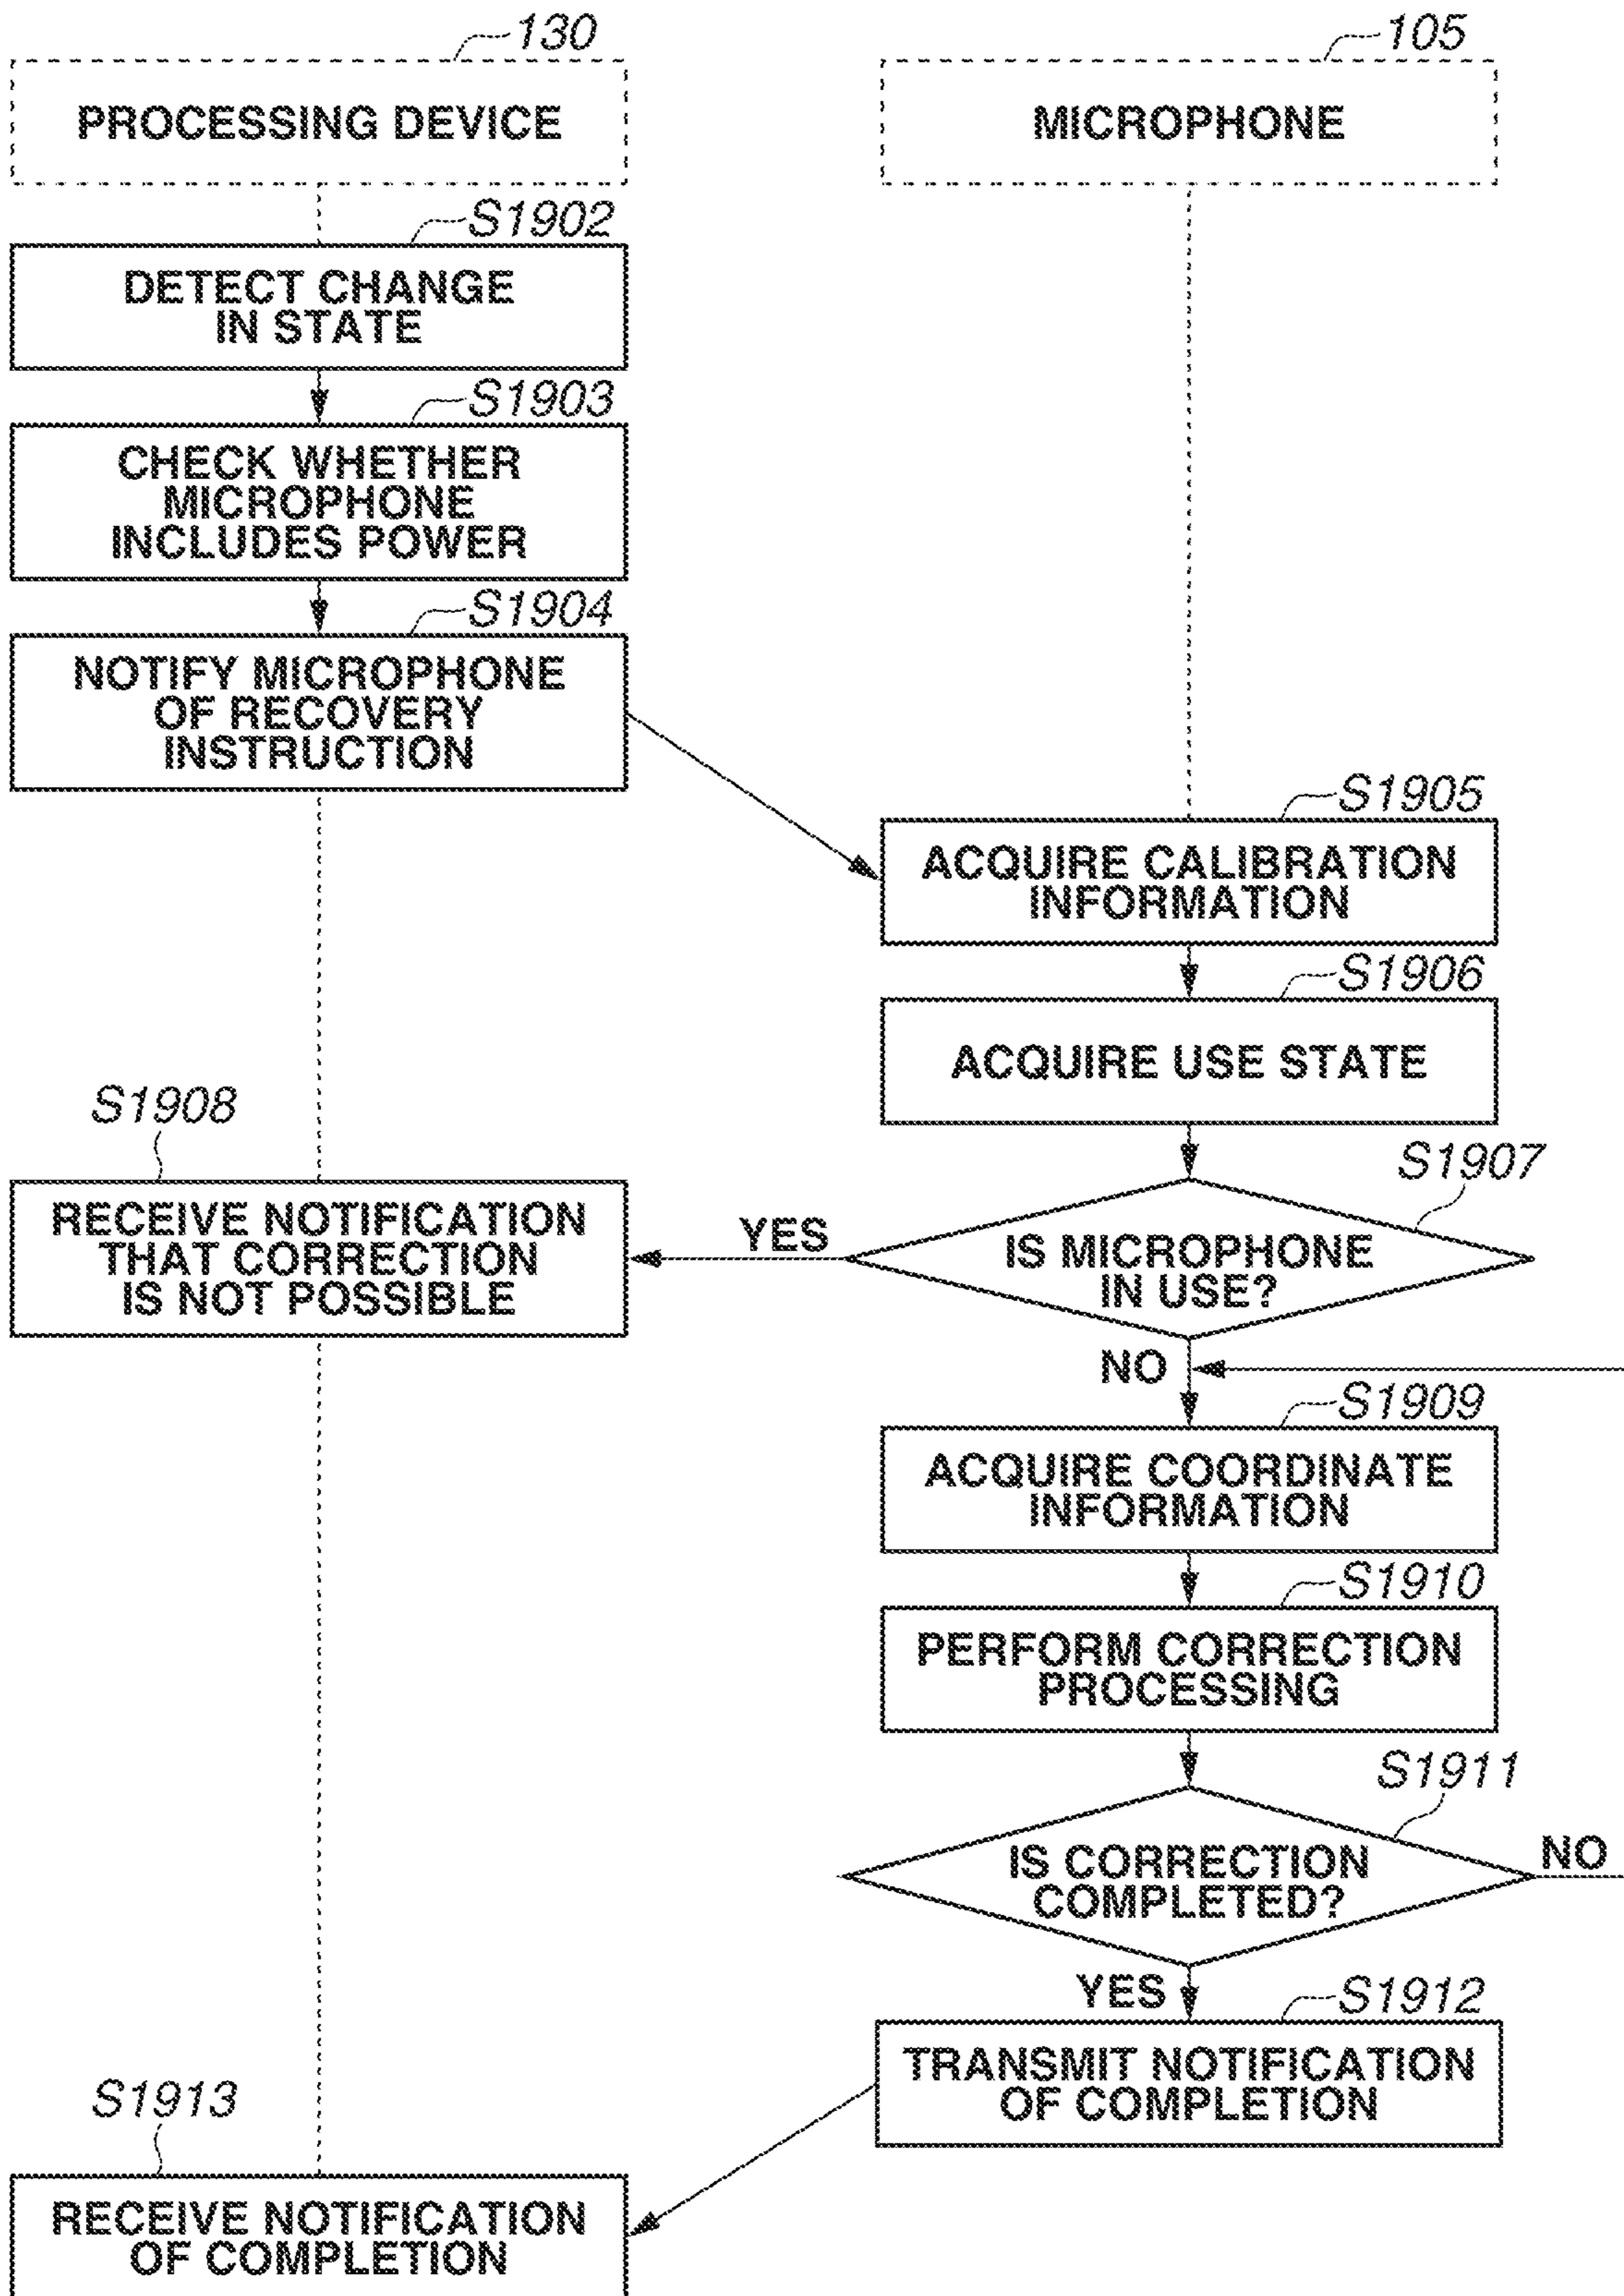 130
PROCESSING DEVICE
105
MICROPHONE
S1902
DETECT CHANGE
IN STATE
S1903
CHECK WHETHER
MICROPHONE
INCLUDES POWER
S1904
NOTIFY MICROPHONE
OF RECOVERY
INSTRUCTION
S1905
ACQUIRE CALIBRATION
INFORMATION
S1906
ACQUIRE USE STATE
S1907
IS MICROPHONE
IN USE?
YES
S1908
RECEIVE NOTIFICATION
THAT CORRECTION
IS NOT POSSIBLE
NO
S1909
ACQUIRE COORDINATE
INFORMATION
S1910
PERFORM CORRECTION
PROCESSING
S1911
IS CORRECTION
COMPLETED?
NO
YES
S1912
TRANSMIT NOTIFICATION
OF COMPLETION
S1913
RECEIVE NOTIFICATION
OF COMPLETION